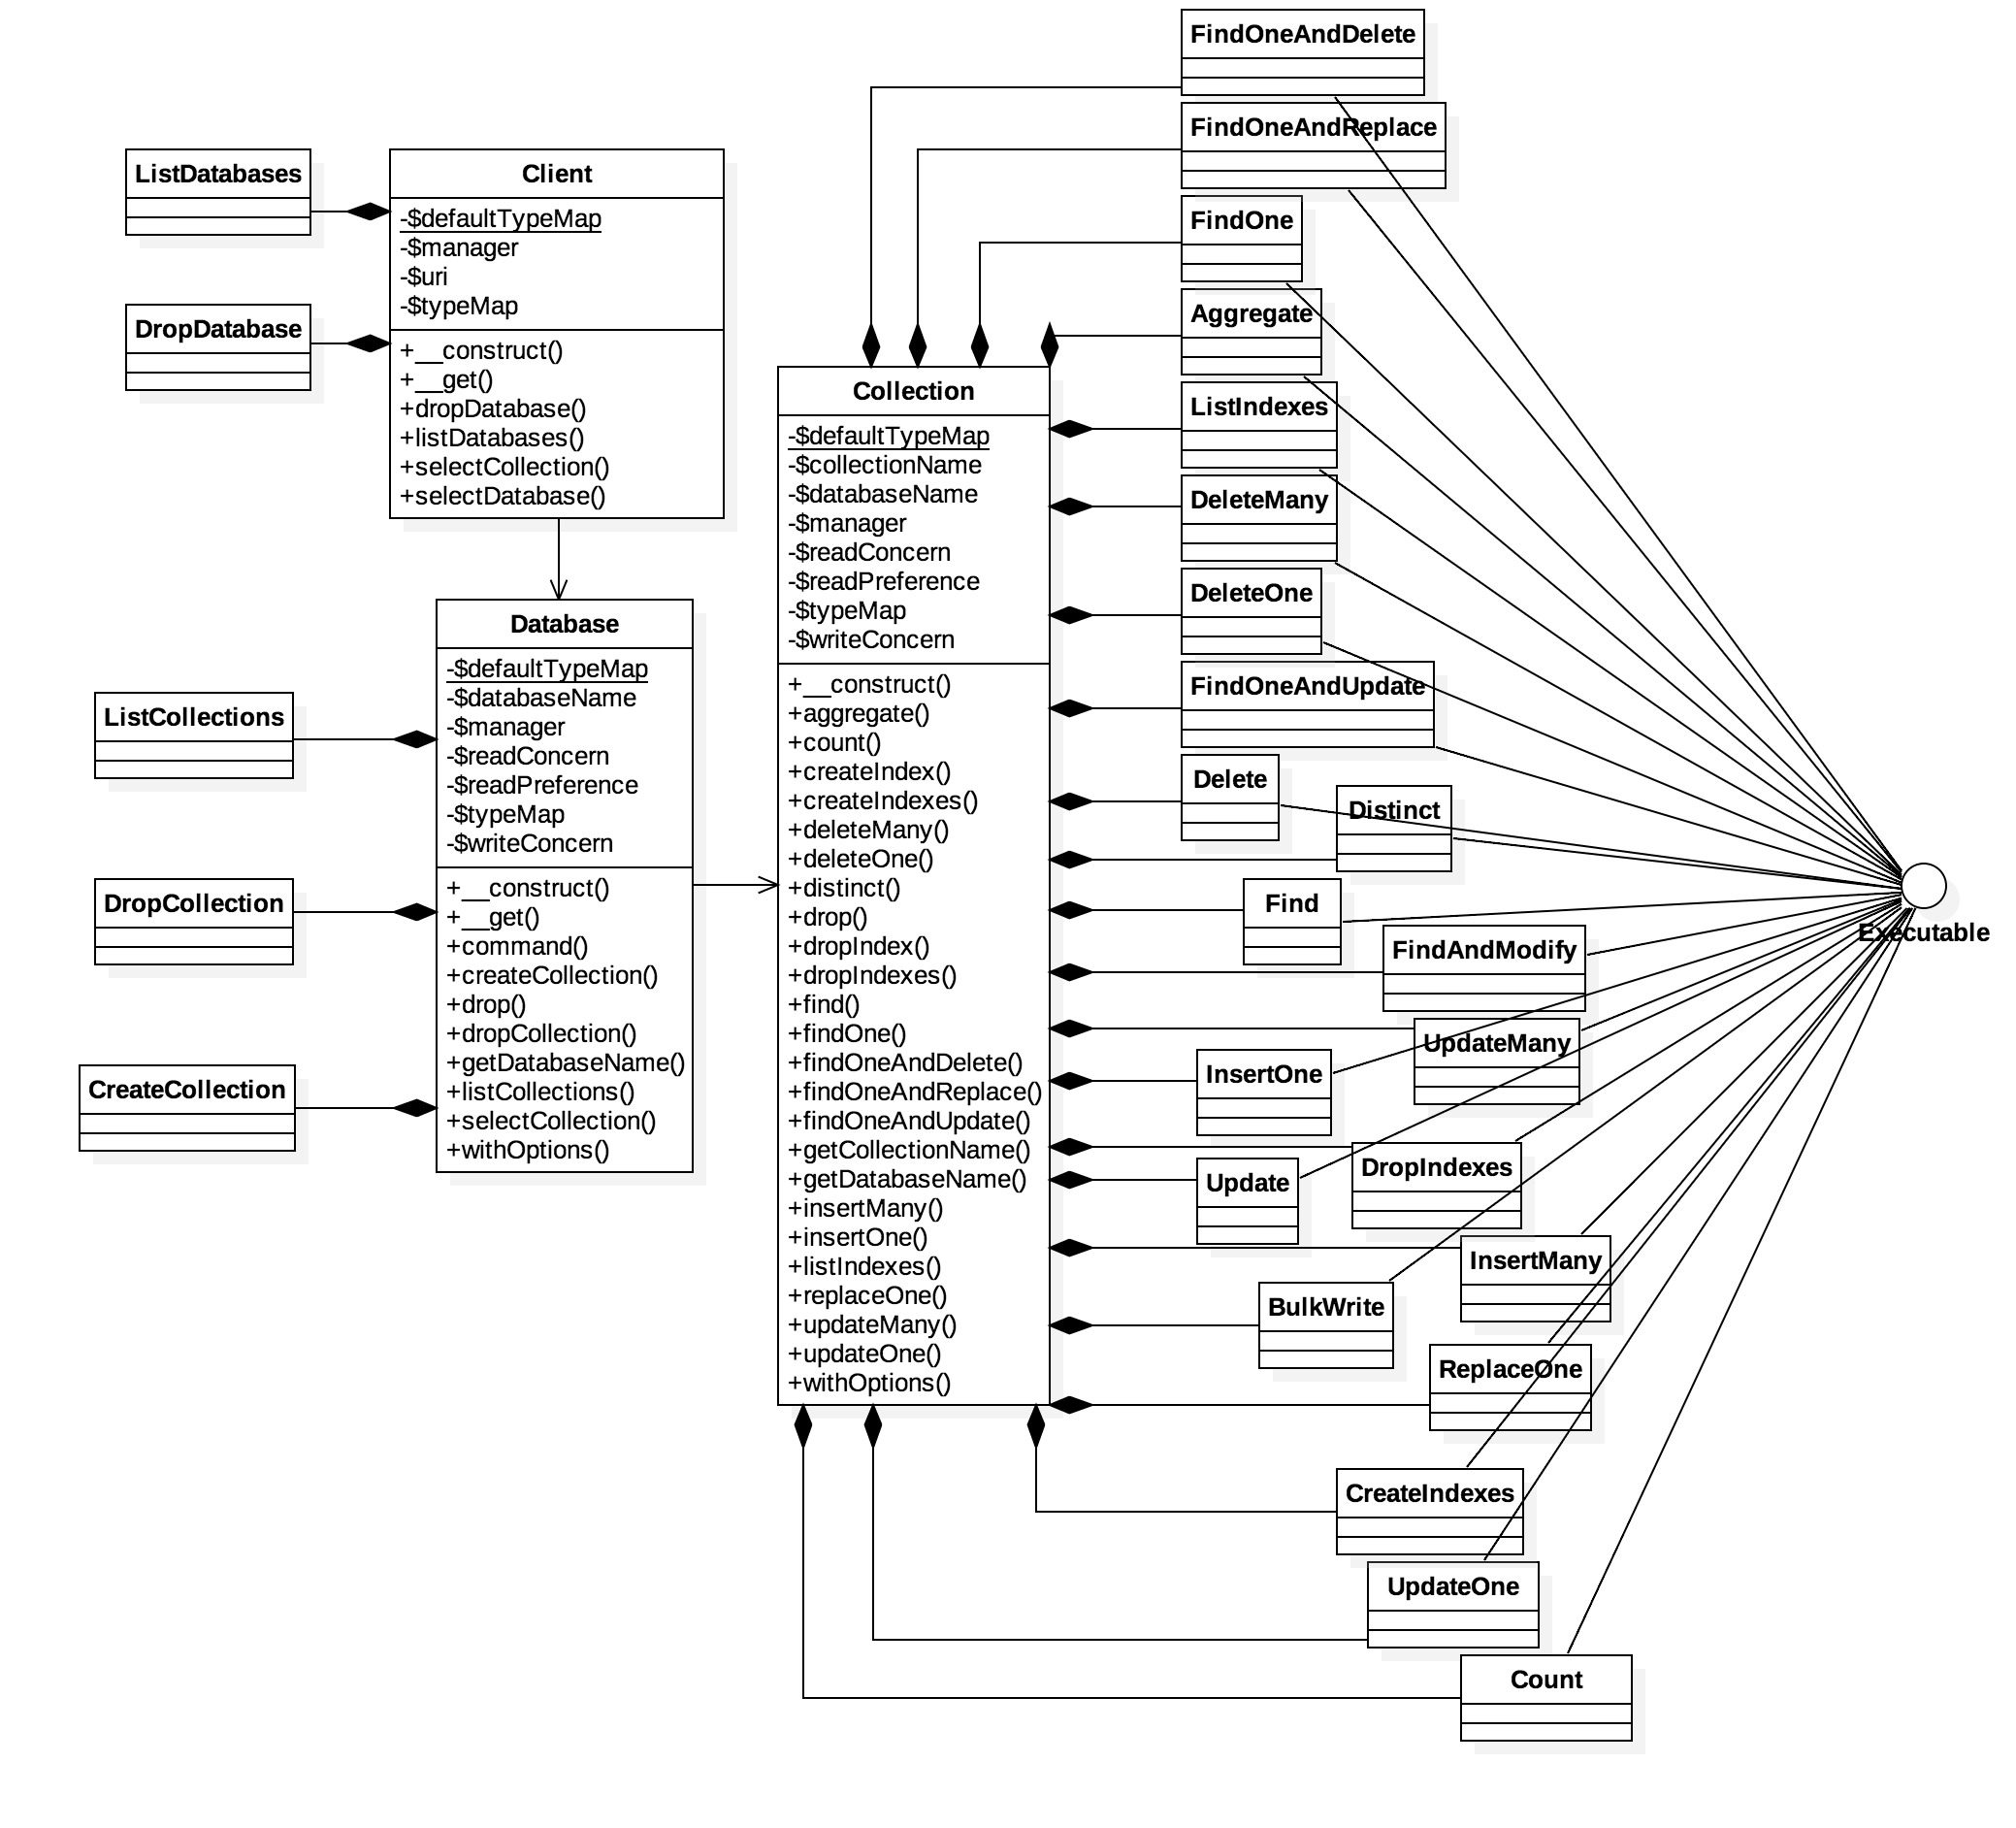 ListDatabases
DropDatabase
Client
-$defaultTypeMap
-$manager
-$uri
-$typeMap
+__construct()
+__get()
+dropDatabase()
+listDatabases()
+selectCollection()
+selectDatabase()
ListCollections
DropCollection
CreateCollection
Database
-$defaultTypeMap
-$databaseName
-$manager
-$readConcern
-$readPreference
-$typeMap
-$writeConcern
+__construct()
+__get()
+command()
+createCollection()
+drop()
+dropCollection()
+getDatabaseName()
+listCollections()
+selectCollection()
+withOptions()
Collection
-$defaultTypeMap
-$collectionName
-$databaseName
-$manager
-$readConcern
-$readPreference
-$typeMap
-$writeConcern
+__construct()
+aggregate()
+count()
+createIndex()
+createIndexes()
+deleteMany()
+deleteOne()
+distinct()
+drop()
+dropIndex()
+dropIndexes()
+find()
+findOne()
+findOneAndDelete()
+findOneAndReplace()
+findOneAndUpdate()
+getCollectionName()
+getDatabaseName()
+insertMany()
+insertOne()
+listIndexes()
+replaceOne()
+updateMany()
+updateOne()
+withOptions()
FindOneAndDelete
FindOneAndReplace
FindOne
Aggregate
ListIndexes
DeleteMany
DeleteOne
FindOneAndUpdate
Delete
Distinct
Find
FindAndModify
UpdateMany
InsertOne
DropIndexes
Update
InsertMany
BulkWrite
ReplaceOne
CreateIndexes
UpdateOne
Count
Executable